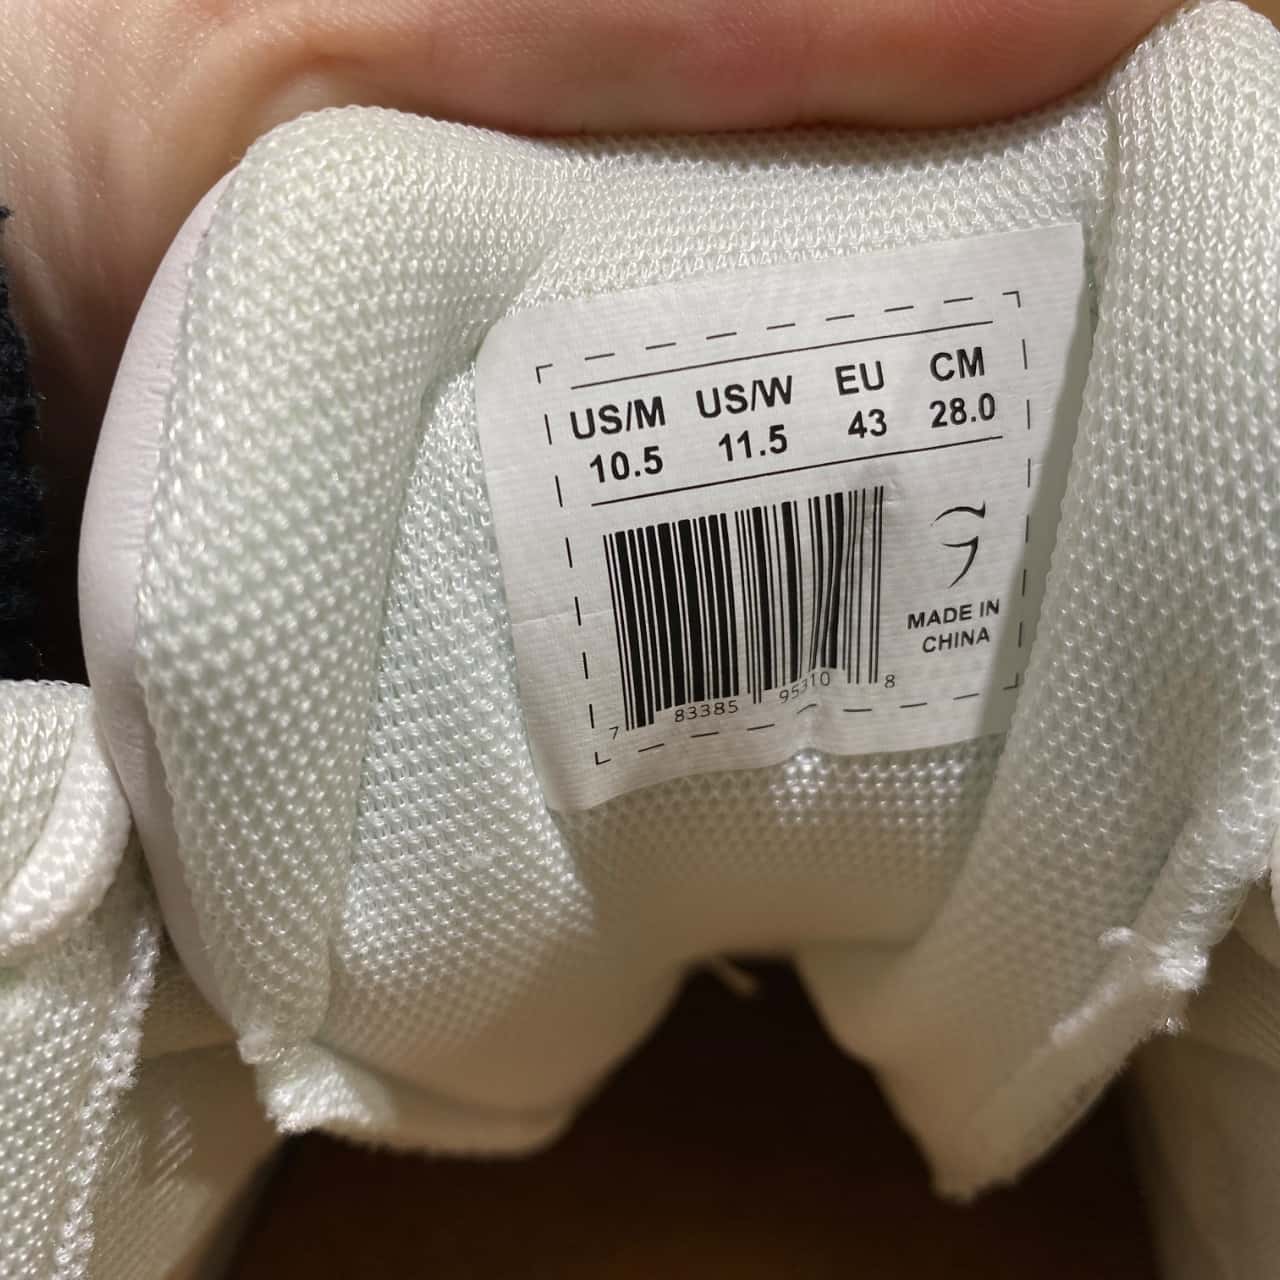 US/M US/W EU CM
10.5 11.5 43 28.0
MADE IN
CHINA
7 83385 95310 8